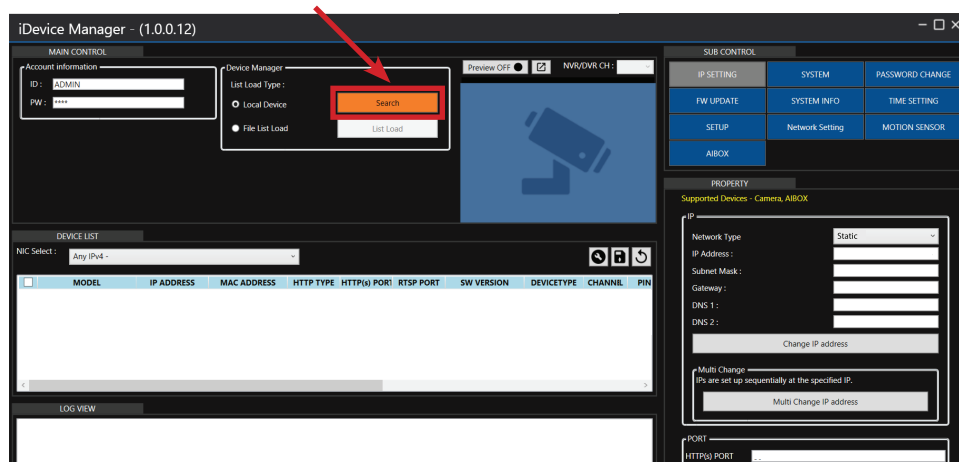 iDevice Manager - (1.0.0.12)
MAIN CONTROL
Account information
ID : ADMIN
PW : ****
Device Manager
List Load Type :
Local Device
Search
File List Load
List Load
Preview OFF
NVR/DVR CH :
SUB CONTROL
IP SETTING
SYSTEM
PASSWORD CHANGE
FW UPDATE
SYSTEM INFO
TIME SETTING
SETUP
Network Setting
MOTION SENSOR
AIBOX
PROPERTY
Supported Devices - Camera, AIBOX
IP
Network Type
Static
IP Address :
Subnet Mask :
Gateway :
DNS 1 :
DNS 2 :
Change IP address
Multi Change
IPs are set up sequentially at the specified IP.
Multi Change IP address
PORT
HTTP(s) PORT
DEVICE LIST
NIC Select :
Any IPv4 -
MODEL IP ADDRESS MAC ADDRESS HTTP TYPE HTTP(s) PORT RTSP PORT SW VERSION DEVICETYPE CHANNIL PIN
LOG VIEW